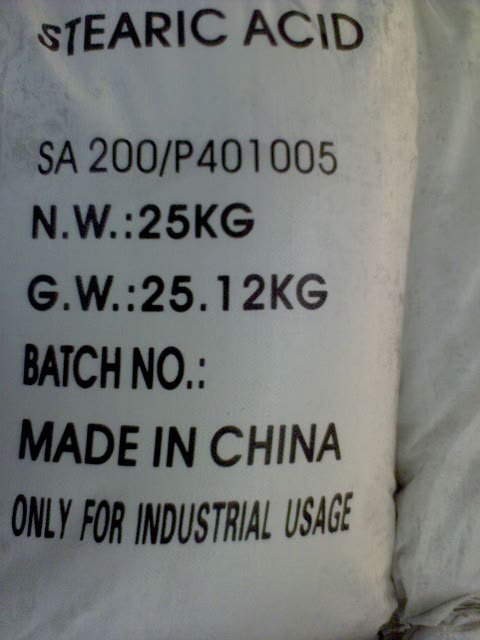 STEARIC ACID
SA 200/P401005
N.W.:25KG
G.W.:25.12KG
BATCH NO.:
MADE IN CHINA
ONLY FOR INDUSTRIAL USAGE